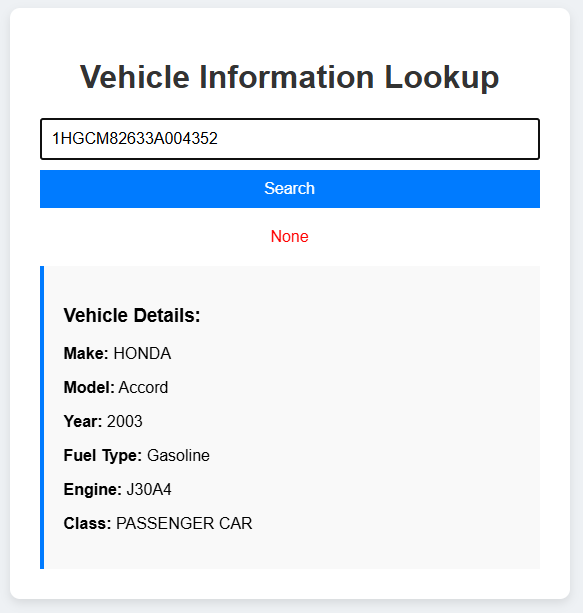 Vehicle Information Lookup
1HGCM82633A004352
Search
None
Vehicle Details:
Make: HONDA
Model: Accord
Year: 2003
Fuel Type: Gasoline
Engine: J30A4
Class: PASSENGER CAR